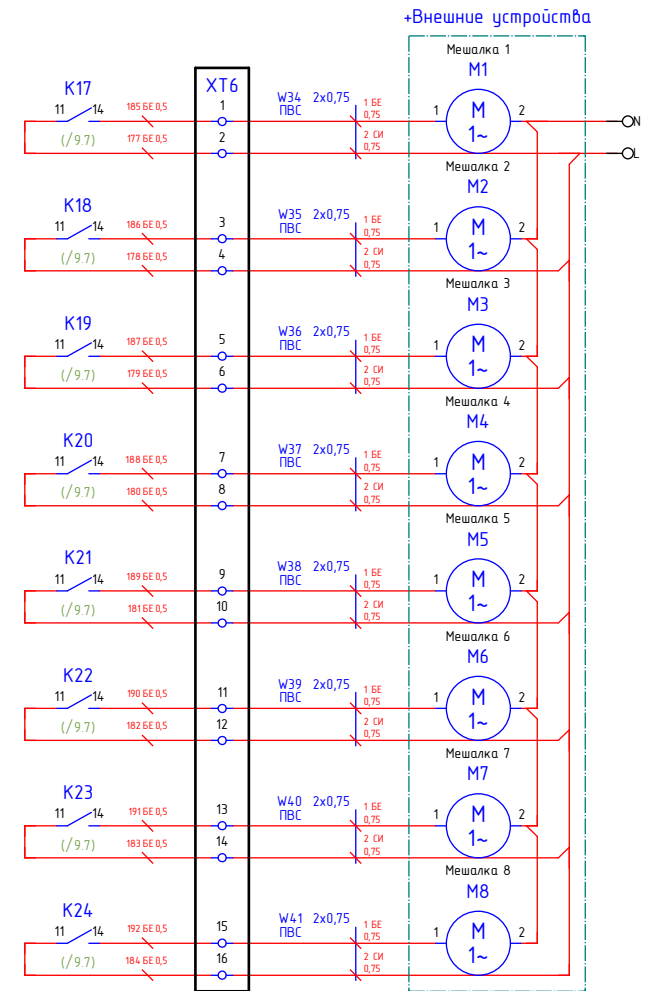 +Внешние устройства
Мешалка 1
K17 XT6 M1
11 14 185 БЕ 0,5 1 W34 2x0,75 ПВС 1 БЕ 0,75 1 M 1~ 2 N
(/9.7) 177 БЕ 0,5 2 2 СИ 0,75 L
Мешалка 2
K18 M2
11 14 186 БЕ 0,5 3 W35 2x0,75 ПВС 1 БЕ 0,75 1 M 1~ 2
(/9.7) 178 БЕ 0,5 4 2 СИ 0,75
Мешалка 3
K19 M3
11 14 187 БЕ 0,5 5 W36 2x0,75 ПВС 1 БЕ 0,75 1 M 1~ 2
(/9.7) 179 БЕ 0,5 6 2 СИ 0,75
Мешалка 4
K20 M4
11 14 188 БЕ 0,5 7 W37 2x0,75 ПВС 1 БЕ 0,75 1 M 1~ 2
(/9.7) 180 БЕ 0,5 8 2 СИ 0,75
Мешалка 5
K21 M5
11 14 189 БЕ 0,5 9 W38 2x0,75 ПВС 1 БЕ 0,75 1 M 1~ 2
(/9.7) 181 БЕ 0,5 10 2 СИ 0,75
Мешалка 6
K22 M6
11 14 190 БЕ 0,5 11 W39 2x0,75 ПВС 1 БЕ 0,75 1 M 1~ 2
(/9.7) 182 БЕ 0,5 12 2 СИ 0,75
Мешалка 7
K23 M7
11 14 191 БЕ 0,5 13 W40 2x0,75 ПВС 1 БЕ 0,75 1 M 1~ 2
(/9.7) 183 БЕ 0,5 14 2 СИ 0,75
Мешалка 8
K24 M8
11 14 192 БЕ 0,5 15 W41 2x0,75 ПВС 1 БЕ 0,75 1 M 1~ 2
(/9.7) 184 БЕ 0,5 16 2 СИ 0,75